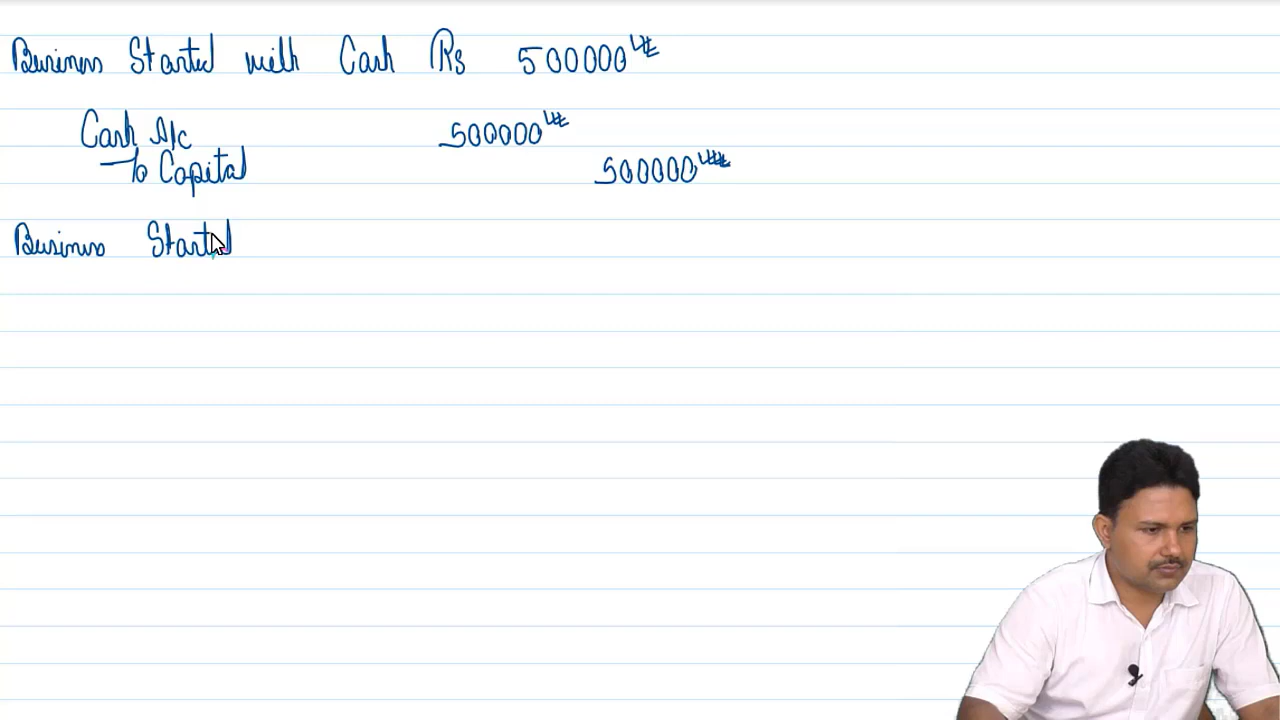 Business Started with Cash Rs 500000
Cash A/c 500000
To Capital 500000
Business Started